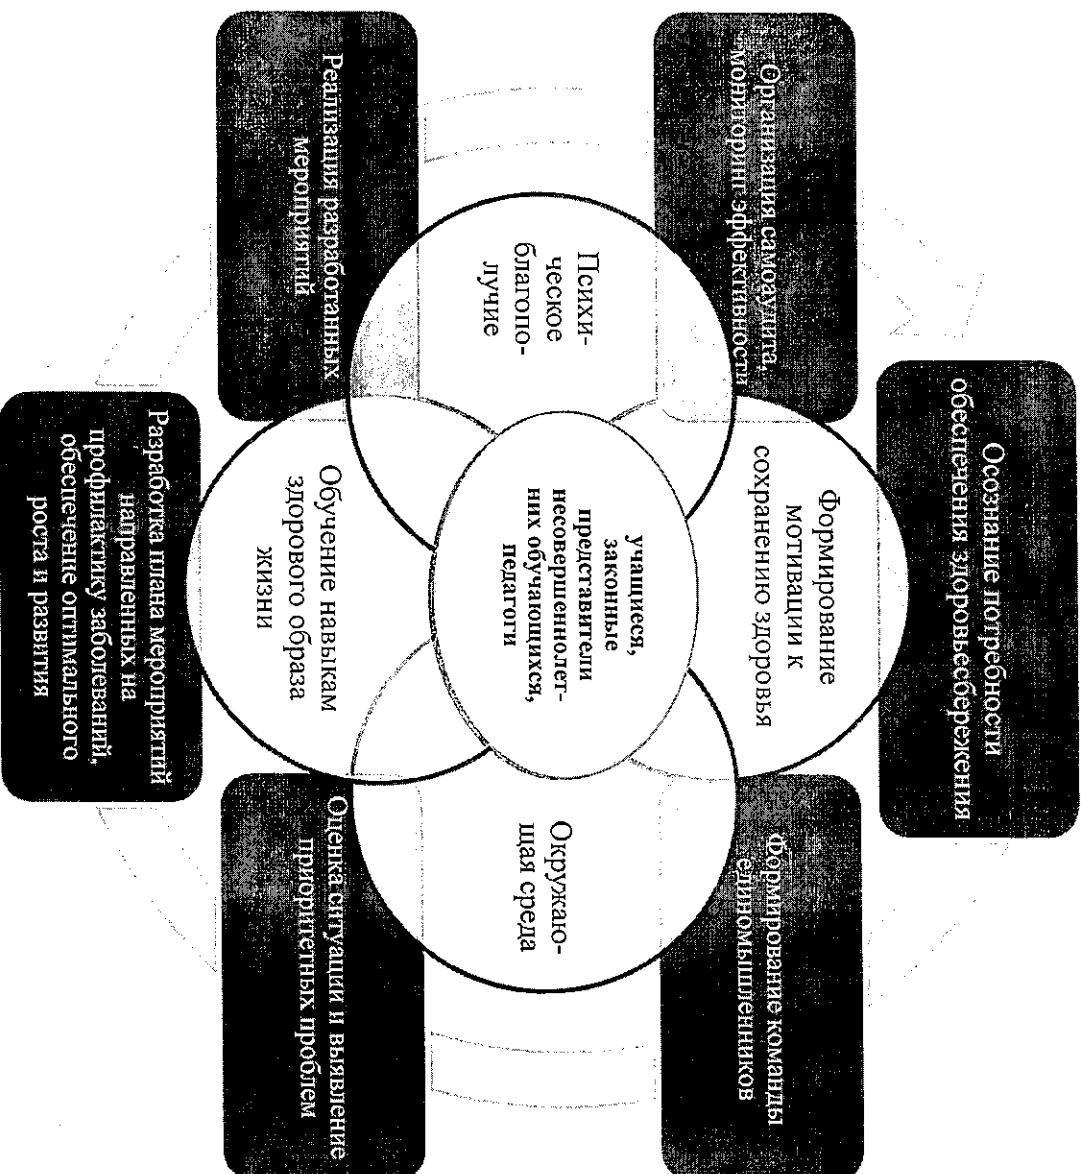 Осознание потребности
обеспечения здоровьесбережения
Формирование команды
единомышленников
Оценка ситуации и выявление
приоритетных проблем
Разработка плана мероприятий
направленных на
профилактику заболеваний,
обеспечение оптимального
роста и развития
Реализация разработанных
мероприятий
Организация самоаудита,
мониторинг эффективности
Формирование
мотивации к
сохранению здоровья
Окружаю-
щая среда
Обучение навыкам
здорового образа
жизни
Психи-
ческое
благопо-
лучие
учащиеся,
законные
представители
несовершеннолет-
них обучающихся,
педагоги